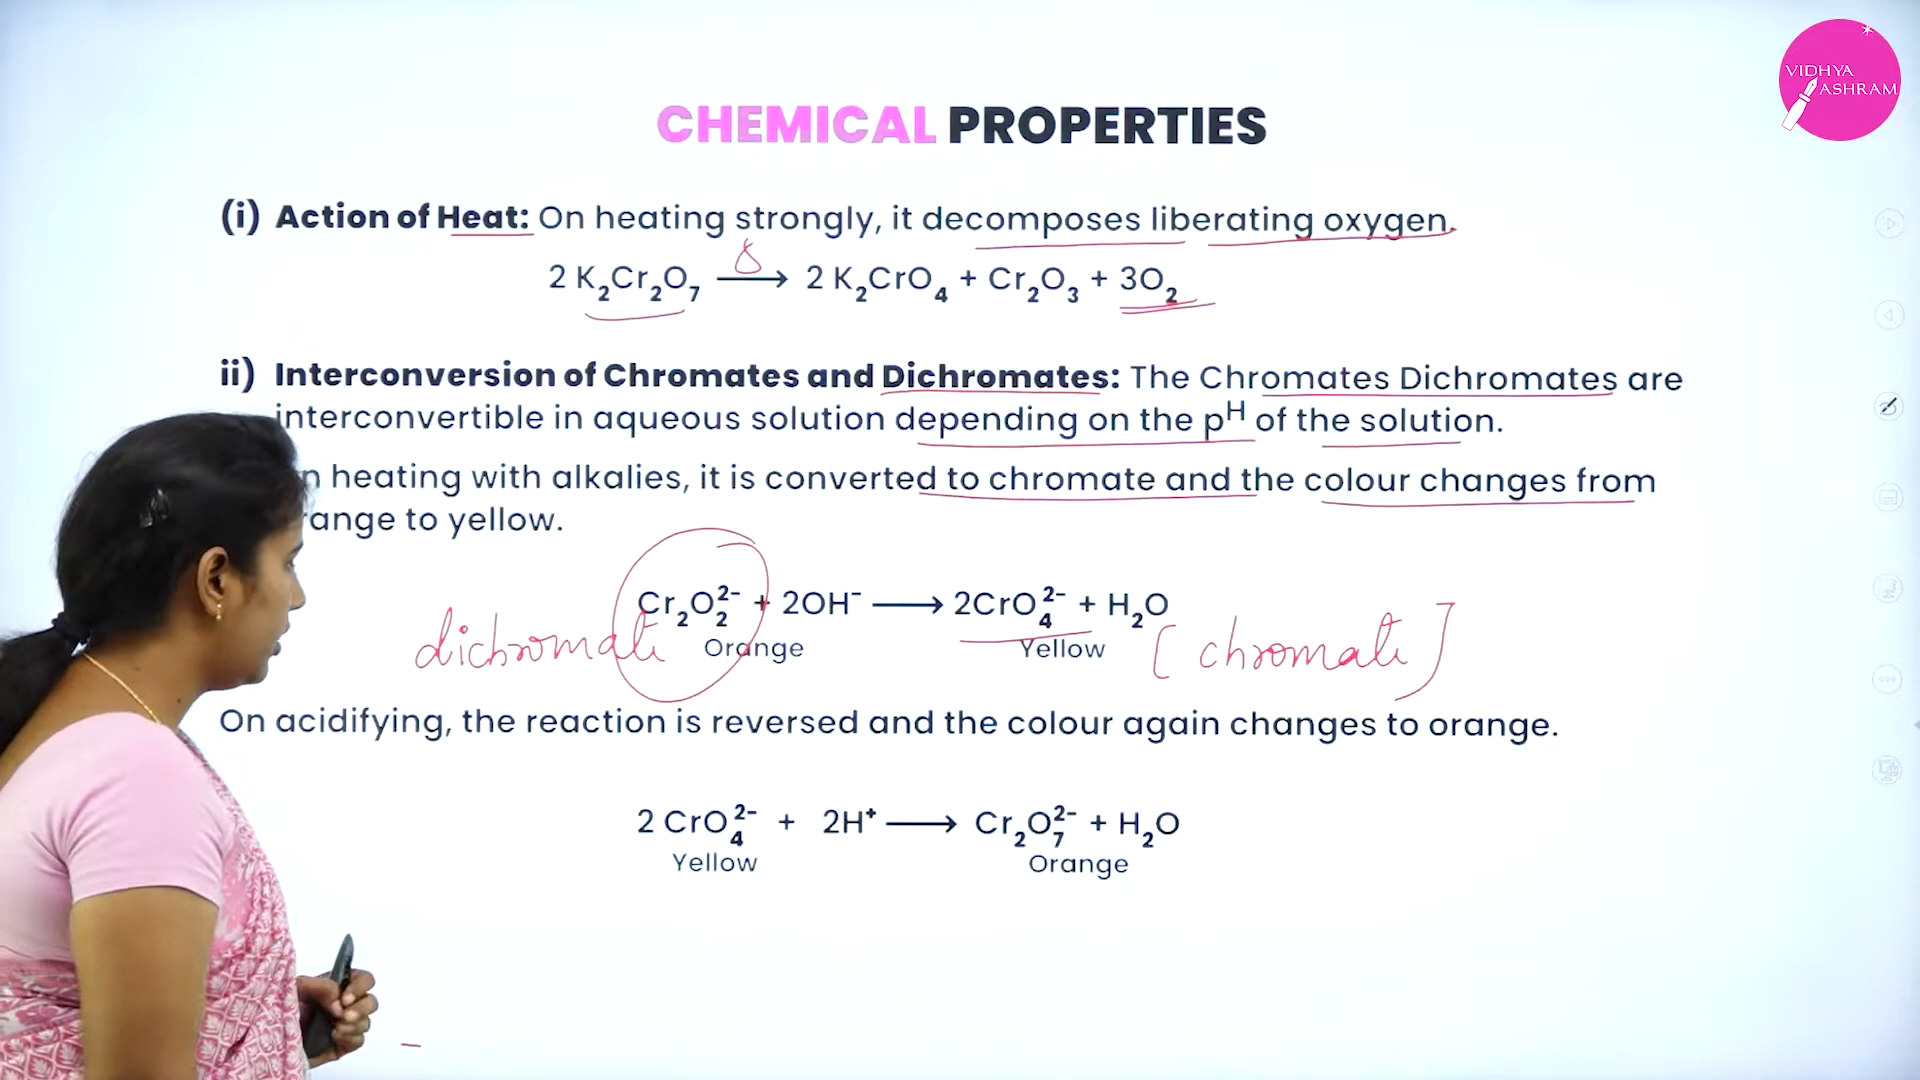 VIDHYA
ASHRAM
CHEMICAL PROPERTIES
(i) Action of Heat: On heating strongly, it decomposes liberating oxygen.
2 K₂Cr₂O₇ ⟶ 2 K₂CrO₄ + Cr₂O₃ + 3O₂
ii) Interconversion of Chromates and Dichromates: The Chromates Dichromates are
interconvertible in aqueous solution depending on the pᴴ of the solution.
heating with alkalies, it is converted to chromate and the colour changes from
ange to yellow.
Cr₂O₂²⁻ + 2OH⁻ ⟶ 2CrO₄²⁻ + H₂O
dichromate Orange Yellow [chromate]
On acidifying, the reaction is reversed and the colour again changes to orange.
2 CrO₄²⁻ + 2H⁺ ⟶ Cr₂O₇²⁻ + H₂O
Yellow Orange